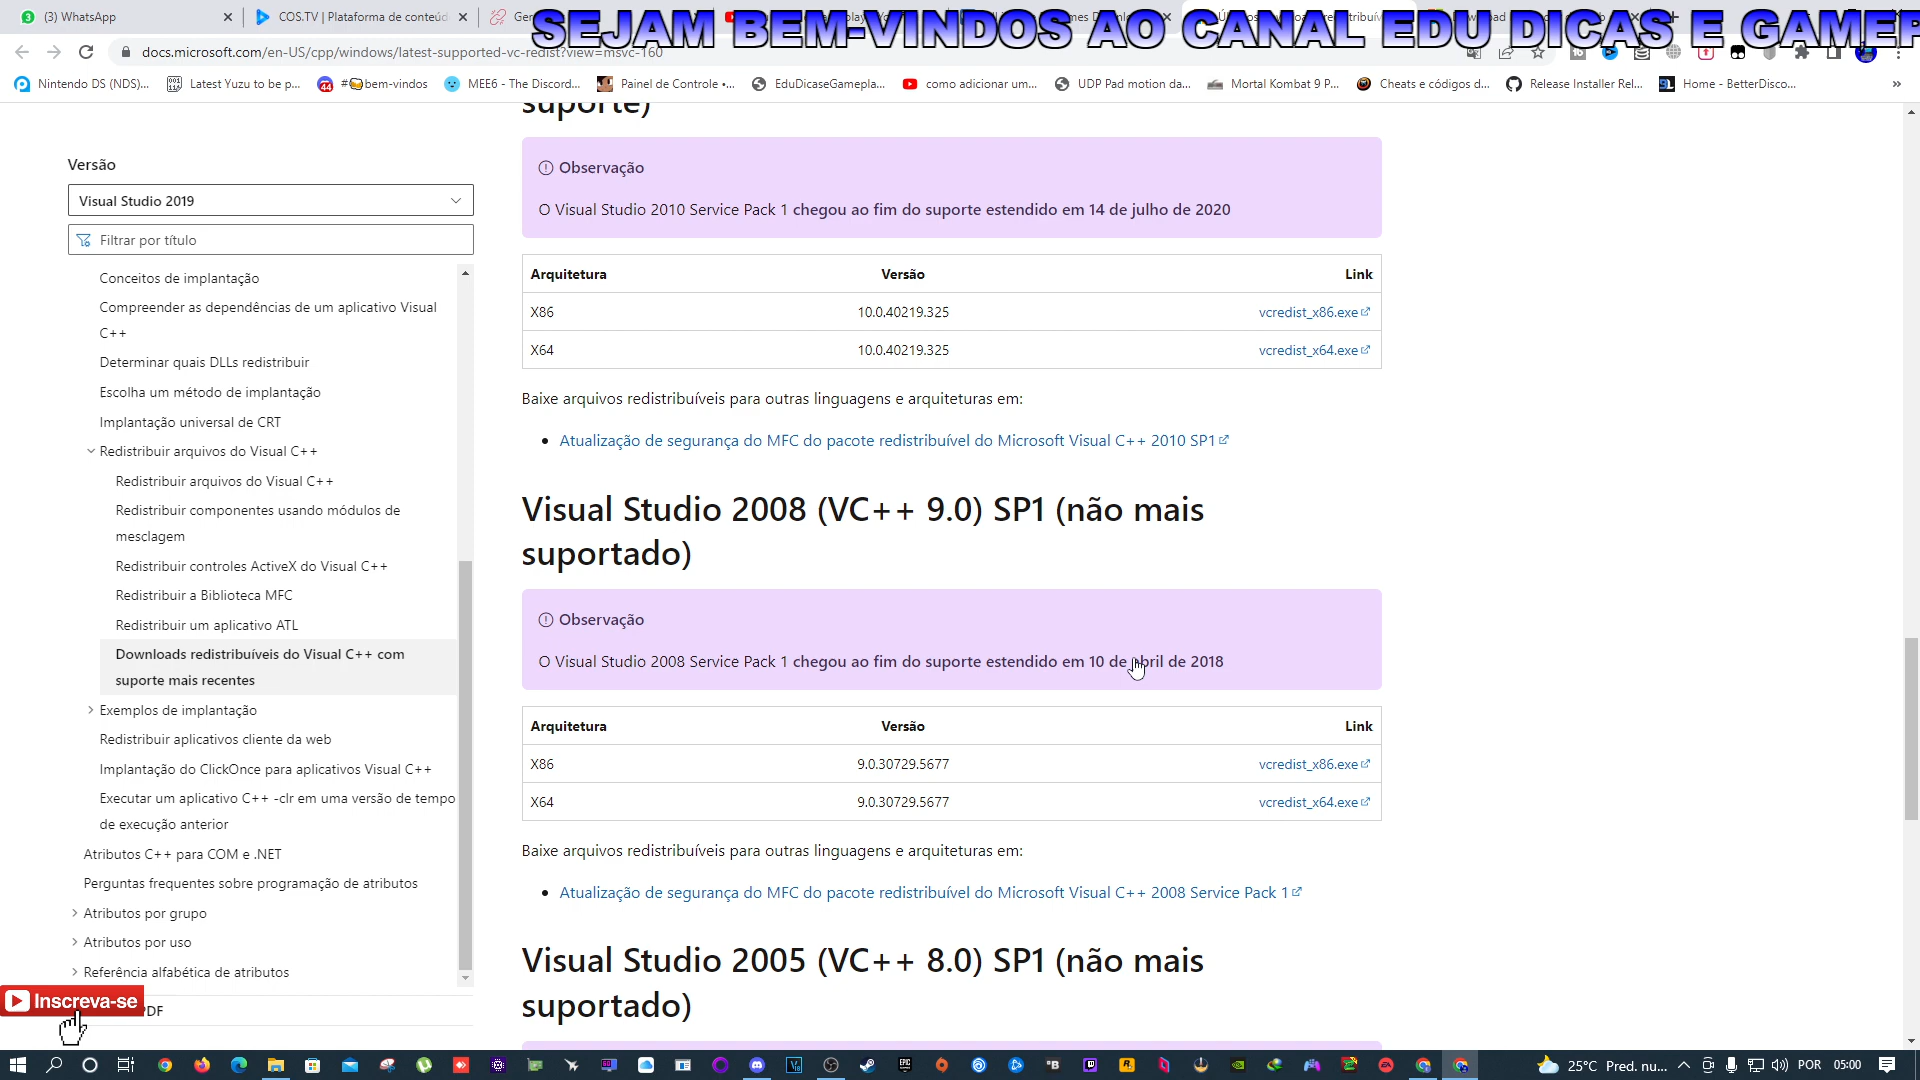 (3) WhatsApp
COS.TV | Plataforma de conteúd
SEJAM BEM-VINDOS AO CANAL EDU DICAS E GAMEP
docs.microsoft.com/en-US/cpp/windows/latest-supported-vc-redist?view=msvc-160
Nintendo DS (NDS)...
Latest Yuzu to be p...
#bem-vindos
MEE6 - The Discord...
Painel de Controle •...
EduDicaseGamepla...
como adicionar um...
UDP Pad motion da...
Mortal Kombat 9 P...
Cheats e códigos d...
Release Installer Rel...
Home - BetterDisco...
»
Versão
Visual Studio 2019
Filtrar por título
Conceitos de implantação
Compreender as dependências de um aplicativo Visual
C++
Determinar quais DLLs redistribuir
Escolha um método de implantação
Implantação universal de CRT
Redistribuir arquivos do Visual C++
Redistribuir arquivos do Visual C++
Redistribuir componentes usando módulos de
mesclagem
Redistribuir controles ActiveX do Visual C++
Redistribuir a Biblioteca MFC
Redistribuir um aplicativo ATL
Downloads redistribuíveis do Visual C++ com
suporte mais recentes
Exemplos de implantação
Redistribuir aplicativos cliente da web
Implantação do ClickOnce para aplicativos Visual C++
Executar um aplicativo C++ -clr em uma versão de tempo
de execução anterior
Atributos C++ para COM e .NET
Perguntas frequentes sobre programação de atributos
Atributos por grupo
Atributos por uso
Referência alfabética de atributos
Inscreva-se
PDF
suporte)
Observação
O Visual Studio 2010 Service Pack 1 chegou ao fim do suporte estendido em 14 de julho de 2020
Arquitetura Versão Link
X86 10.0.40219.325 vcredist_x86.exe
X64 10.0.40219.325 vcredist_x64.exe
Baixe arquivos redistribuíveis para outras linguagens e arquiteturas em:
• Atualização de segurança do MFC do pacote redistribuível do Microsoft Visual C++ 2010 SP1
Visual Studio 2008 (VC++ 9.0) SP1 (não mais
suportado)
Observação
O Visual Studio 2008 Service Pack 1 chegou ao fim do suporte estendido em 10 de abril de 2018
Arquitetura Versão Link
X86 9.0.30729.5677 vcredist_x86.exe
X64 9.0.30729.5677 vcredist_x64.exe
Baixe arquivos redistribuíveis para outras linguagens e arquiteturas em:
• Atualização de segurança do MFC do pacote redistribuível do Microsoft Visual C++ 2008 Service Pack 1
Visual Studio 2005 (VC++ 8.0) SP1 (não mais
suportado)
25°C Pred. nu...
POR
05:00